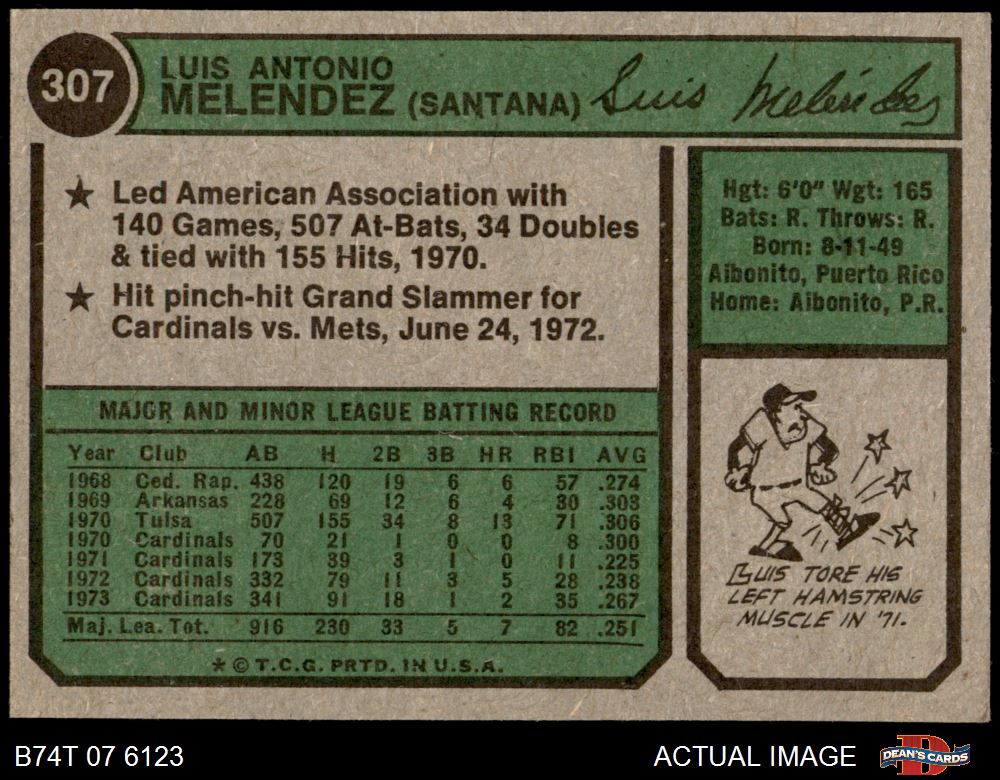 307
LUIS ANTONIO
MELENDEZ (SANTANA) Luis Melendez
★ Led American Association with
140 Games, 507 At-Bats, 34 Doubles
& tied with 155 Hits, 1970.
★ Hit pinch-hit Grand Slammer for
Cardinals vs. Mets, June 24, 1972.
MAJOR AND MINOR LEAGUE BATTING RECORD
Year Club AB H 2B 3B HR RBI AVG
1968 Ced. Rap. 438 120 19 6 6 57 .274
1969 Arkansas 228 69 12 6 4 30 .303
1970 Tulsa 507 155 34 8 13 71 .306
1970 Cardinals 70 21 1 0 0 8 .300
1971 Cardinals 173 39 3 1 0 11 .225
1972 Cardinals 332 79 11 3 5 28 .238
1973 Cardinals 341 91 18 1 2 35 .267
Maj. Lea. Tot. 916 230 33 5 7 82 .251
★ © T.C.G. PRTD. IN U.S.A.
Hgt: 6'0" Wgt: 165
Bats: R. Throws: R.
Born: 8-11-49
Aibonito, Puerto Rico
Home: Aibonito, P.R.
LUIS TORE HIS
LEFT HAMSTRING
MUSCLE IN '71.
B74T 07 6123
ACTUAL IMAGE
DEAN'S CARDS